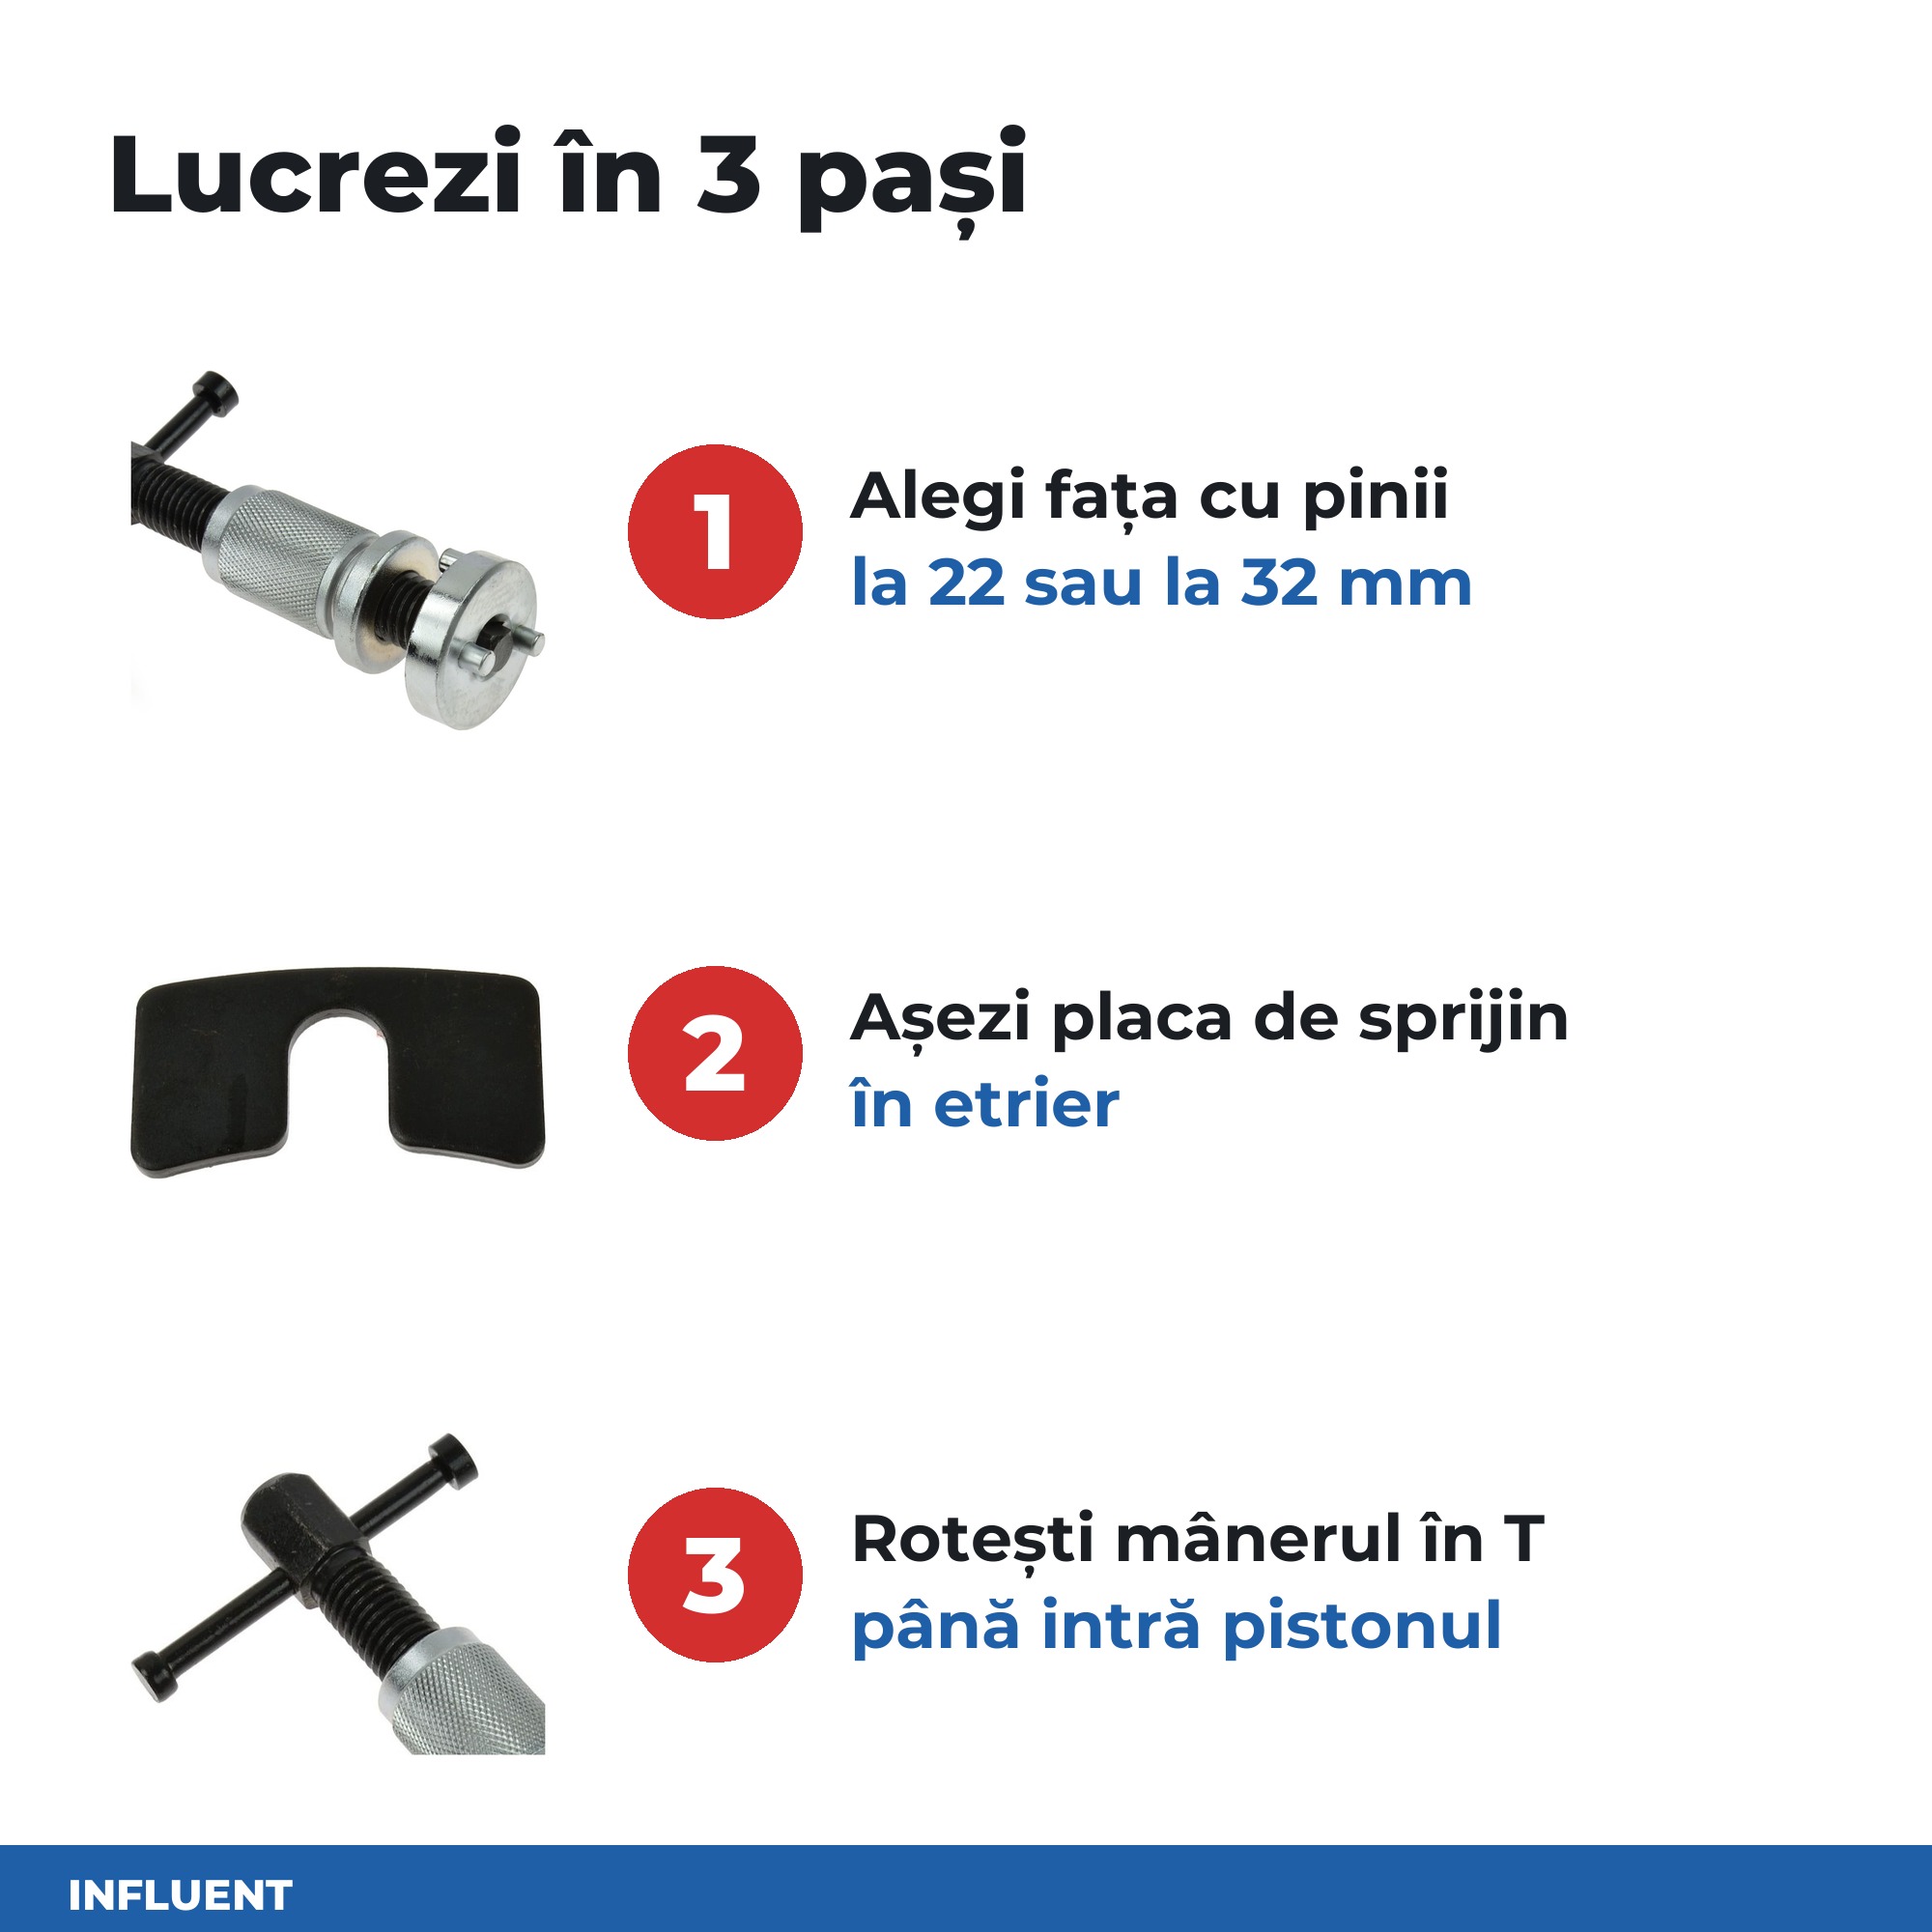 Lucrezi în 3 pași
1
Alegi fața cu pinii
la 22 sau la 32 mm
2
Așezi placa de sprijin
în etrier
3
Rotești mânerul în T
până intră pistonul
INFLUENT